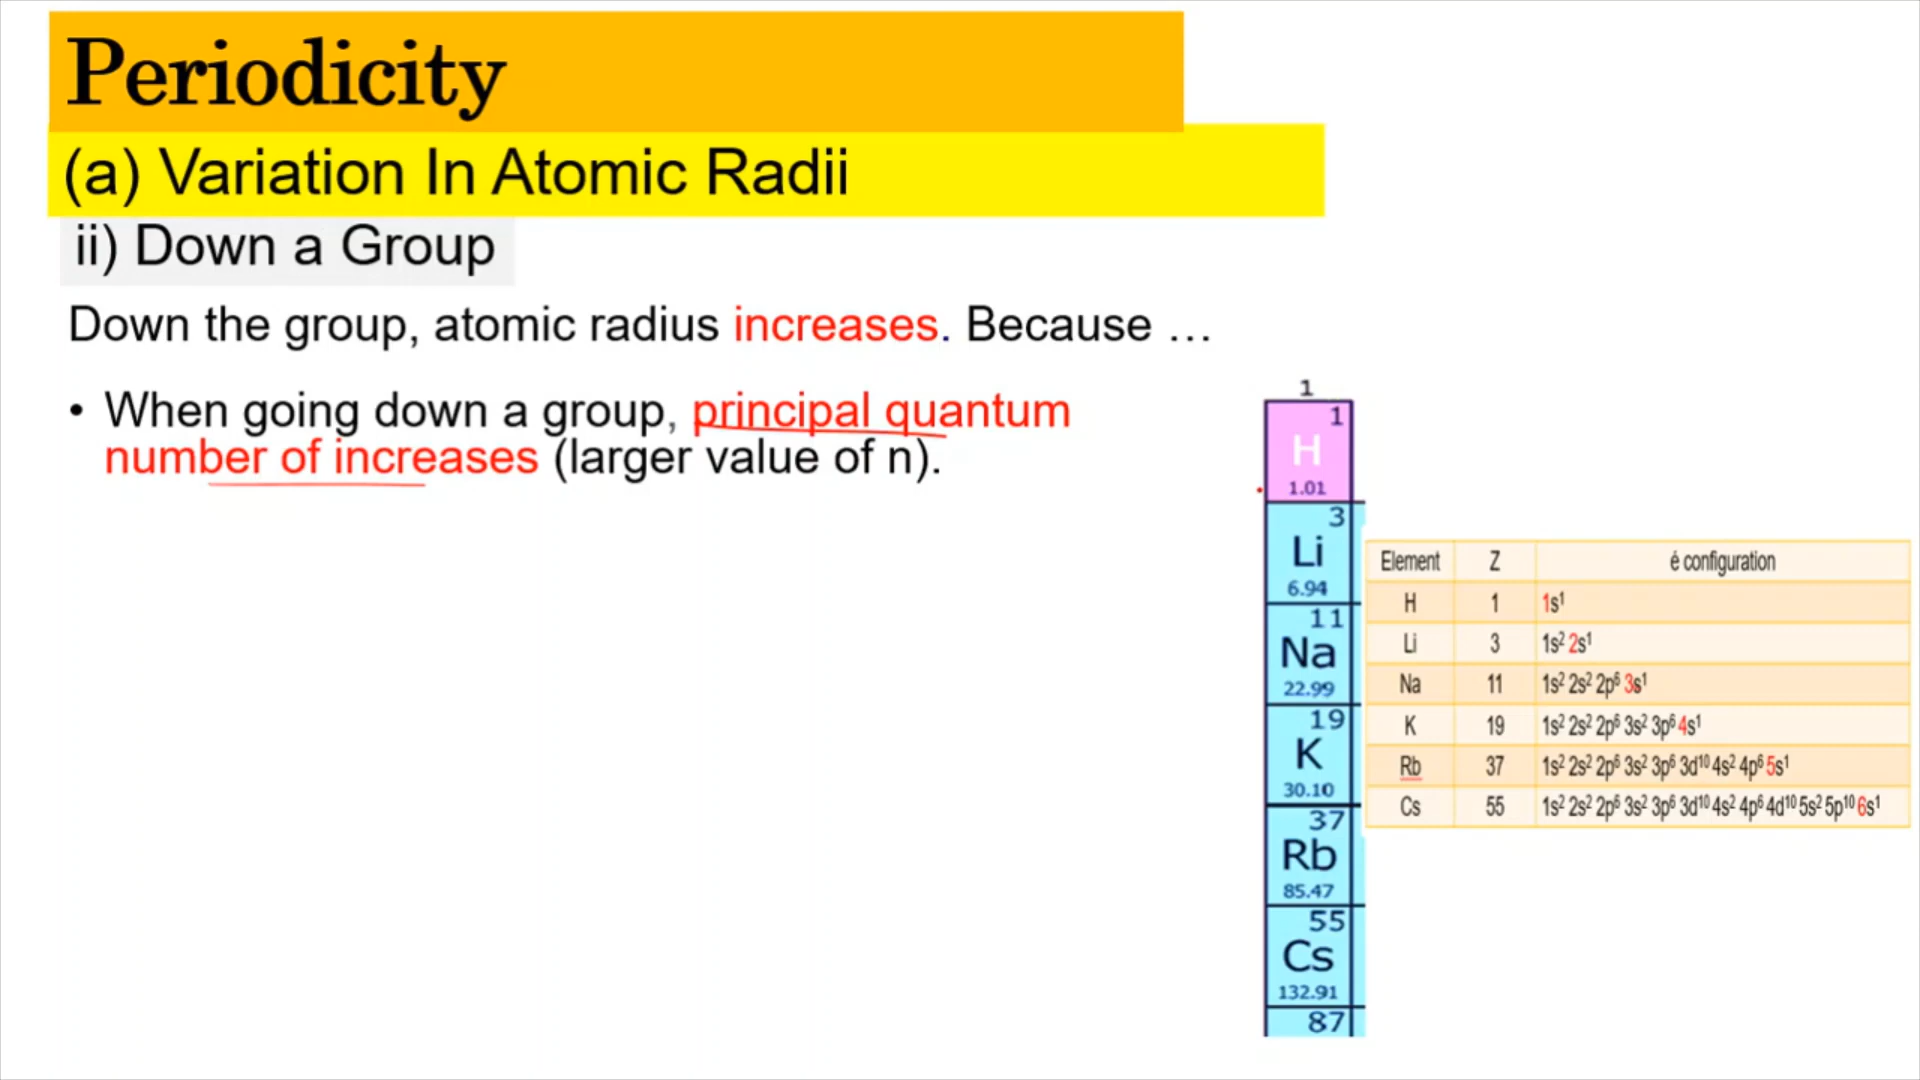 Periodicity
(a) Variation In Atomic Radii
ii) Down a Group
Down the group, atomic radius increases. Because …
• When going down a group, principal quantum
number of increases (larger value of n).
1
1
H
1.01
3
Li
6.94
11
Na
22.99
19
K
30.10
37
Rb
85.47
55
Cs
132.91
87
Element Z é configuration
H 1 1s¹
Li 3 1s² 2s¹
Na 11 1s² 2s² 2p⁶ 3s¹
K 19 1s² 2s² 2p⁶ 3s² 3p⁶ 4s¹
Rb 37 1s² 2s² 2p⁶ 3s² 3p⁶ 3d¹⁰ 4s² 4p⁶ 5s¹
Cs 55 1s² 2s² 2p⁶ 3s² 3p⁶ 3d¹⁰ 4s² 4p⁶ 4d¹⁰ 5s² 5p¹⁰ 6s¹